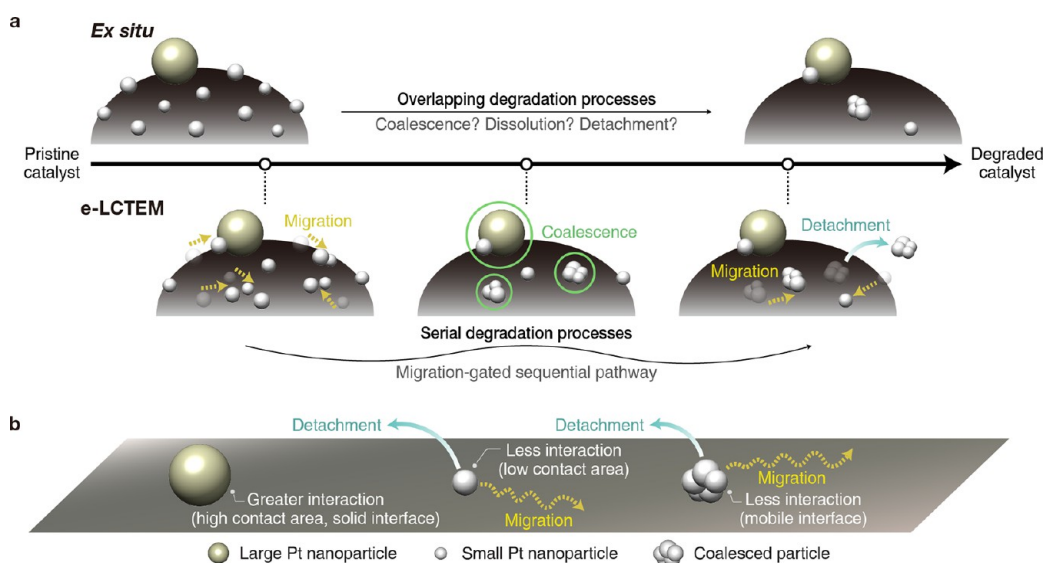 a
Ex situ
Overlapping degradation processes
Coalescence? Dissolution? Detachment?
Pristine
catalyst
Degraded
catalyst
e-LCTEM
Migration
Coalescence
Detachment
Migration
Serial degradation processes
Migration-gated sequential pathway
b
Detachment
Detachment
Less interaction
(low contact area)
Migration
Greater interaction
(high contact area, solid interface)
Migration
Less interaction
(mobile interface)
Large Pt nanoparticle
Small Pt nanoparticle
Coalesced particle